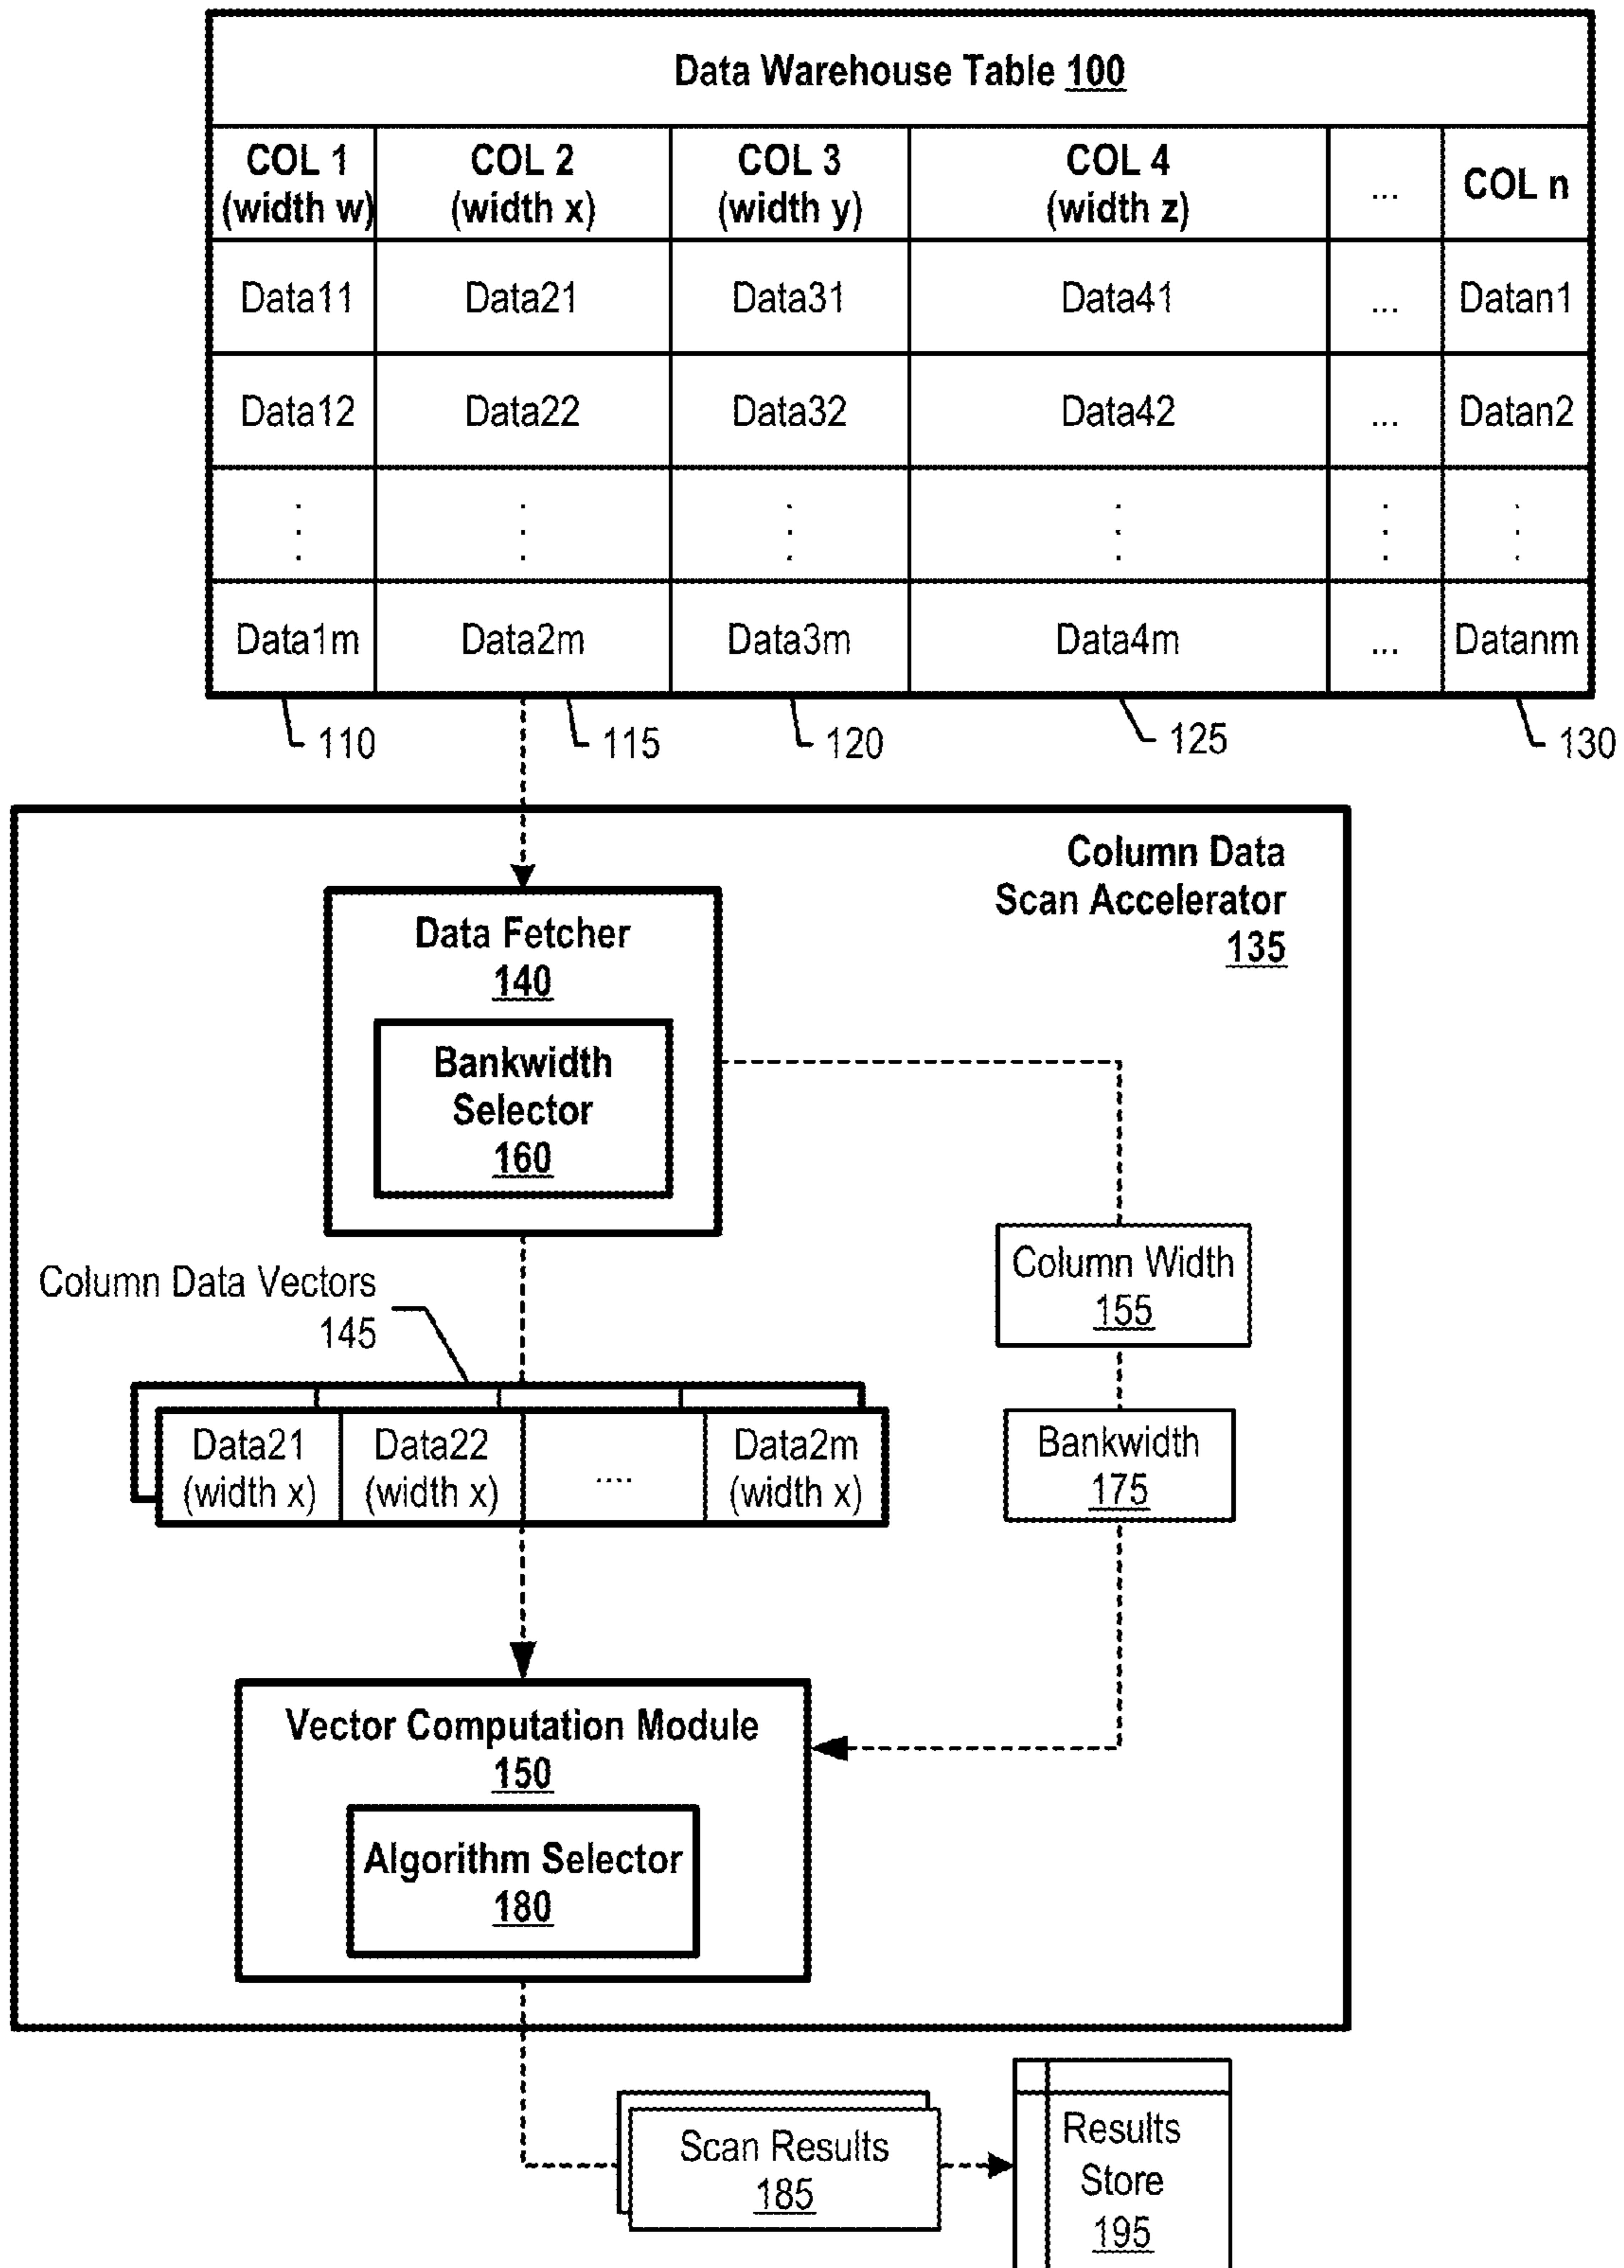 Data Warehouse Table 100
COL 1 COL 2 COL 3 COL 4 ... COL n
(width w) (width x) (width y) (width z)
Data11 Data21 Data31 Data41 ... Datan1
Data12 Data22 Data32 Data42 ... Datan2
Data1m Data2m Data3m Data4m ... Datanm
110 115 120 125 130
Column Data
Scan Accelerator
135
Data Fetcher
140
Bankwidth
Selector
160
Column Width
155
Column Data Vectors
145
Bankwidth
175
Data21 Data22 .... Data2m
(width x) (width x) (width x)
Vector Computation Module
150
Algorithm Selector
180
Scan Results
185
Results
Store
195